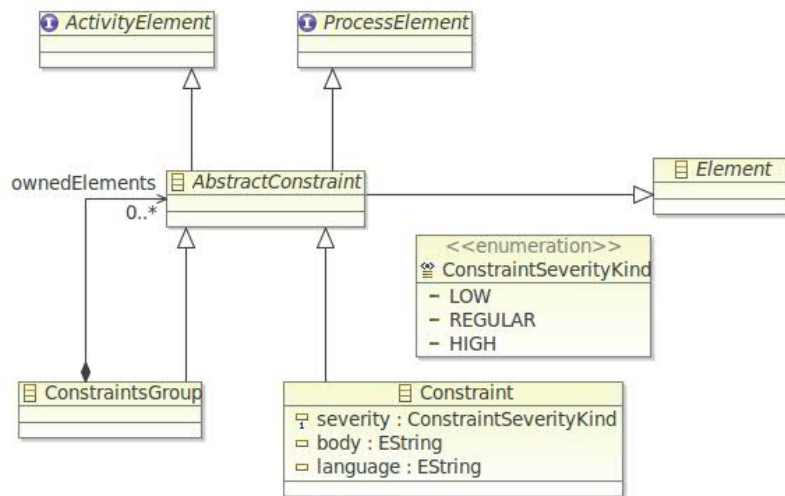 ActivityElement
ProcessElement
ownedElements
0..*
AbstractConstraint
Element
<<enumeration>>
ConstraintSeverityKind
LOW
REGULAR
HIGH
ConstraintsGroup
Constraint
severity : ConstraintSeverityKind
body : EString
language : EString